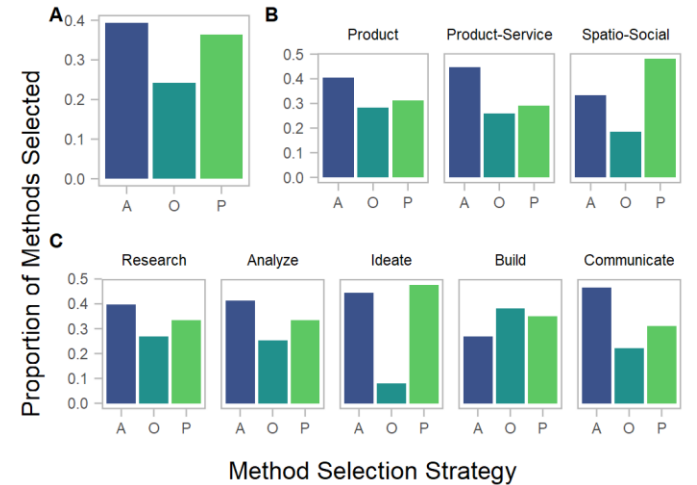 A
B
Product Product-Service Spatio-Social
0.4
0.3
0.2
0.1
0.0
A O P
0.5
0.4
0.3
0.2
0.1
0.0
A O P A O P A O P
C
Research Analyze Ideate Build Communicate
0.5
0.4
0.3
0.2
0.1
0.0
A O P A O P A O P A O P A O P
Proportion of Methods Selected
Method Selection Strategy